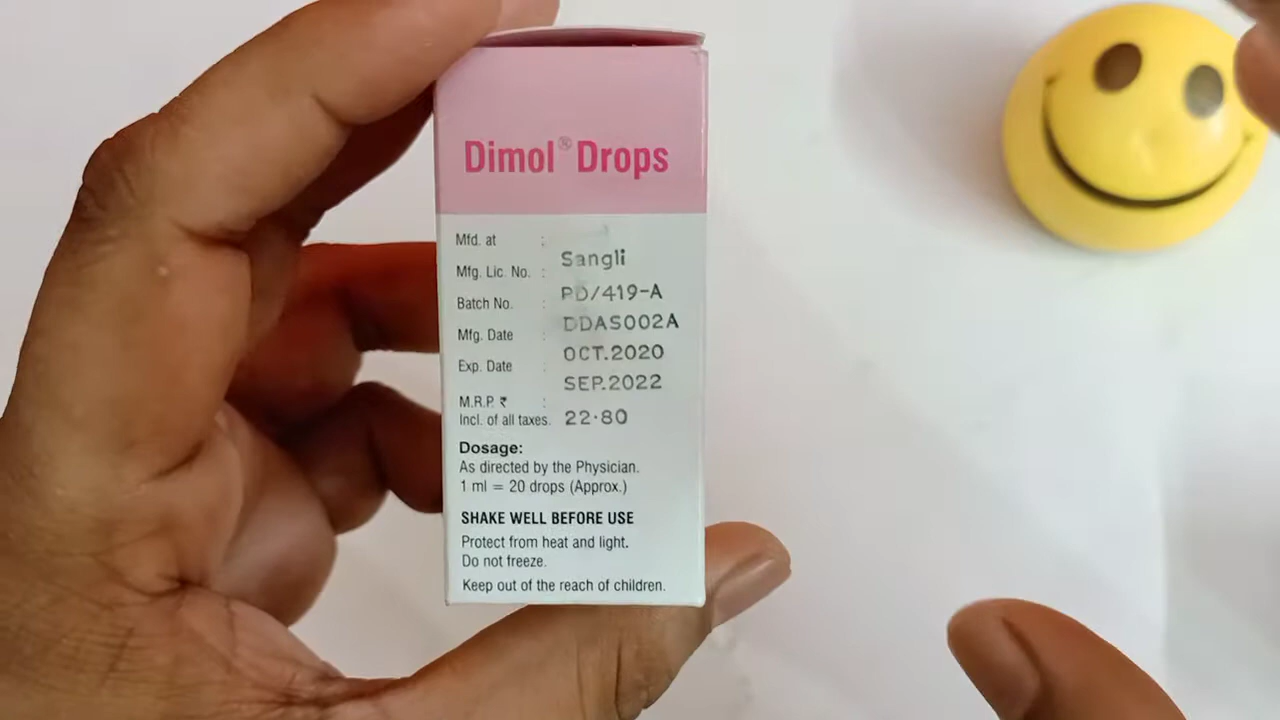 Dimol® Drops
Mfd. at : Sangli
Mfg. Lic. No. : PD/419-A
Batch No. : DDAS002A
Mfg. Date : OCT.2020
Exp. Date : SEP.2022
M.R.P. ₹ :
Incl. of all taxes. 22·80
Dosage:
As directed by the Physician.
1 ml = 20 drops (Approx.)
SHAKE WELL BEFORE USE
Protect from heat and light.
Do not freeze.
Keep out of the reach of children.